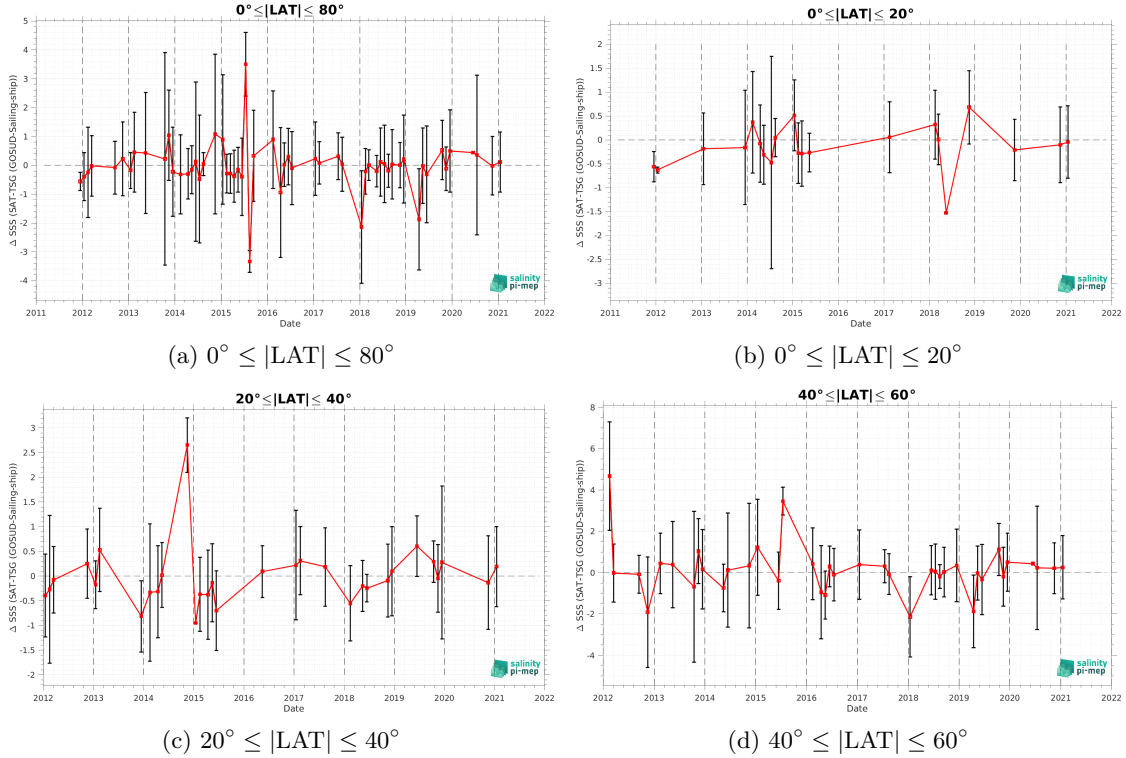 0°≤|LAT|≤ 80°
Δ SSS (SAT-TSG (GOSUD-Sailing-ship))
5
4
3
2
1
0
-1
-2
-3
-4
2011 2012 2013 2014 2015 2016 2017 2018 2019 2020 2021 2022
Date
salinity
pi-mep
(a) 0° ≤ |LAT| ≤ 80°
0°≤|LAT|≤ 20°
Δ SSS (SAT-TSG (GOSUD-Sailing-ship))
2
1.5
1
0.5
0
-0.5
-1
-1.5
-2
-2.5
-3
2011 2012 2013 2014 2015 2016 2017 2018 2019 2020 2021 2022
Date
salinity
pi-mep
(b) 0° ≤ |LAT| ≤ 20°
20°≤|LAT|≤ 40°
Δ SSS (SAT-TSG (GOSUD-Sailing-ship))
3
2.5
2
1.5
1
0.5
0
-0.5
-1
-1.5
-2
2012 2013 2014 2015 2016 2017 2018 2019 2020 2021 2022
Date
salinity
pi-mep
(c) 20° ≤ |LAT| ≤ 40°
40°≤|LAT|≤ 60°
Δ SSS (SAT-TSG (GOSUD-Sailing-ship))
8
6
4
2
0
-2
-4
2012 2013 2014 2015 2016 2017 2018 2019 2020 2021 2022
Date
salinity
pi-mep
(d) 40° ≤ |LAT| ≤ 60°